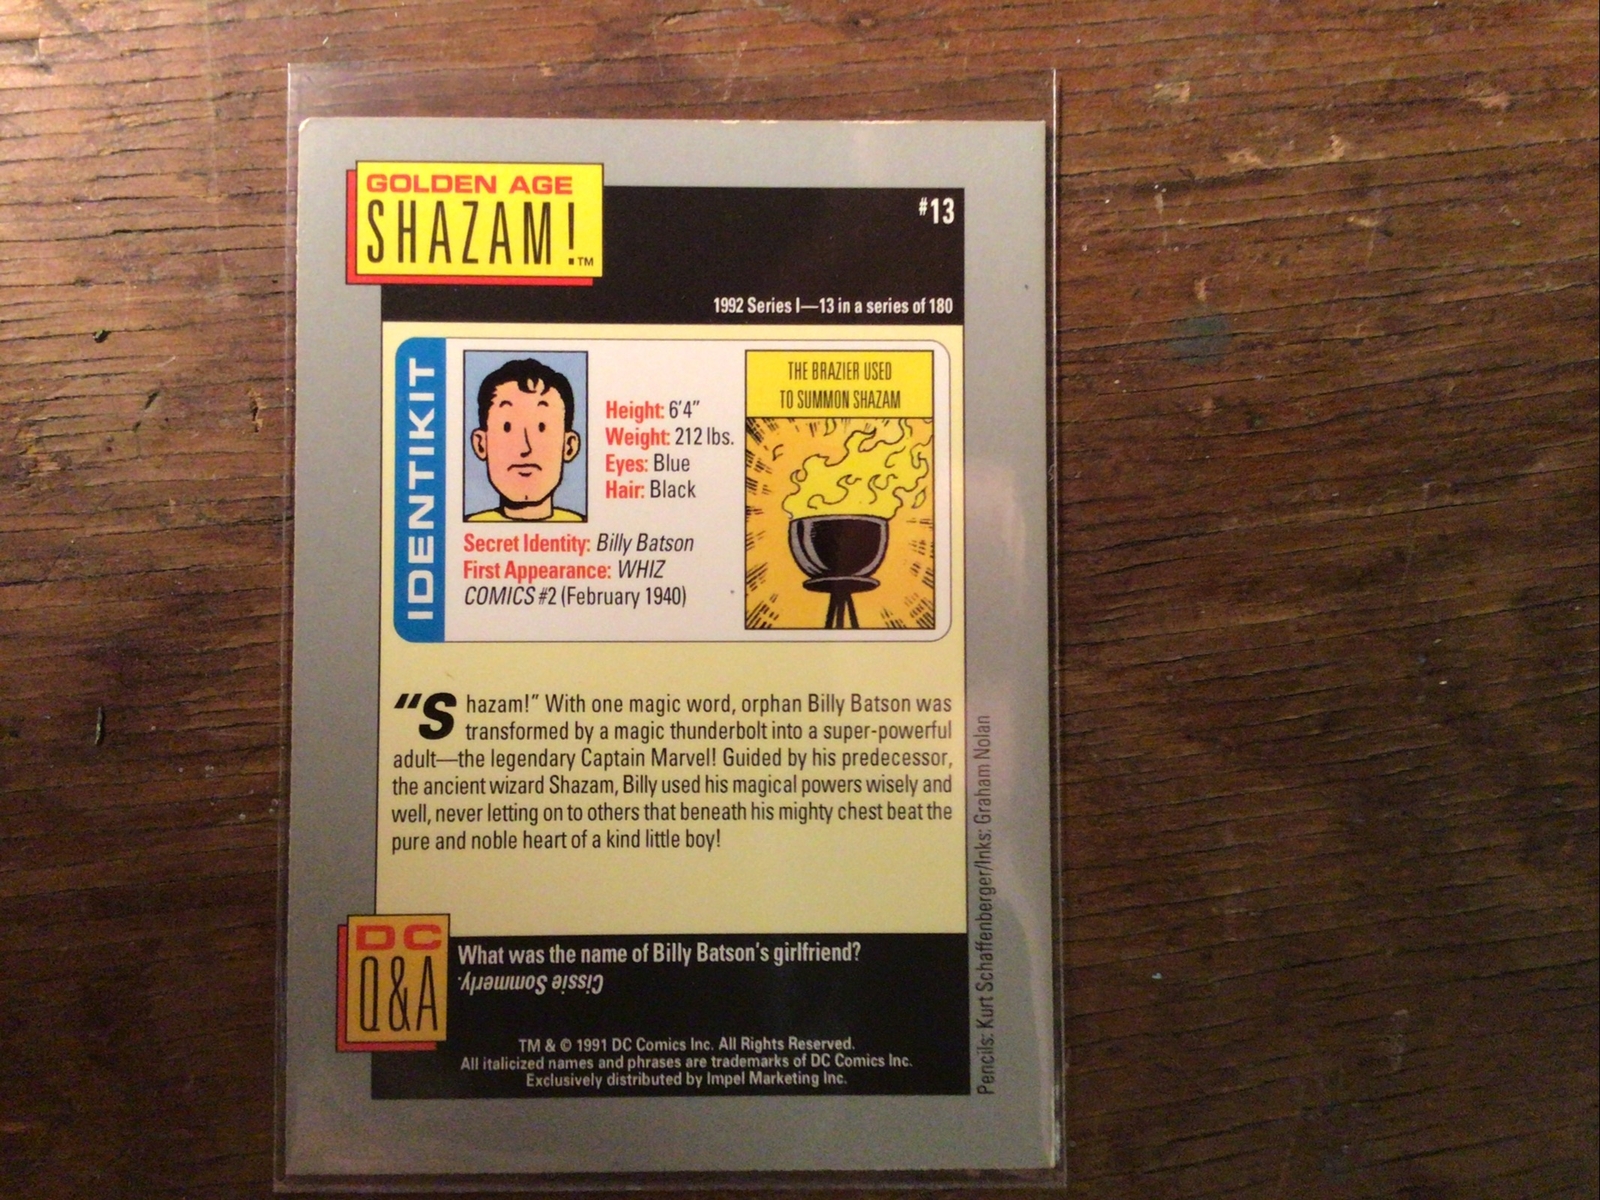 GOLDEN AGE
SHAZAM!™
#13
1992 Series I—13 in a series of 180
IDENTIKIT
Height: 6'4"
Weight: 212 lbs.
Eyes: Blue
Hair: Black
Secret Identity: Billy Batson
First Appearance: WHIZ
COMICS #2 (February 1940)
THE BRAZIER USED
TO SUMMON SHAZAM
“Shazam!” With one magic word, orphan Billy Batson was
transformed by a magic thunderbolt into a super-powerful
adult—the legendary Captain Marvel! Guided by his predecessor,
the ancient wizard Shazam, Billy used his magical powers wisely and
well, never letting on to others that beneath his mighty chest beat the
pure and noble heart of a kind little boy!
Pencils: Kurt Schaffenberger/Inks: Graham Nolan
DC
Q&A
What was the name of Billy Batson's girlfriend?
Cissie Sommerly.
TM & © 1991 DC Comics Inc. All Rights Reserved.
All italicized names and phrases are trademarks of DC Comics Inc.
Exclusively distributed by Impel Marketing Inc.